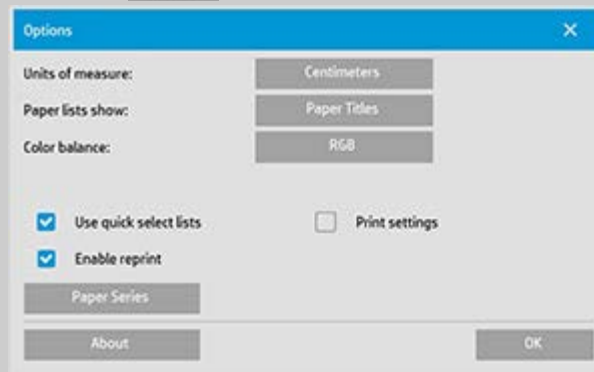 Options
Units of measure: Centimeters
Paper lists show: Paper Titles
Color balance: RGB
Use quick select lists Print settings
Enable reprint
Paper Series
About OK